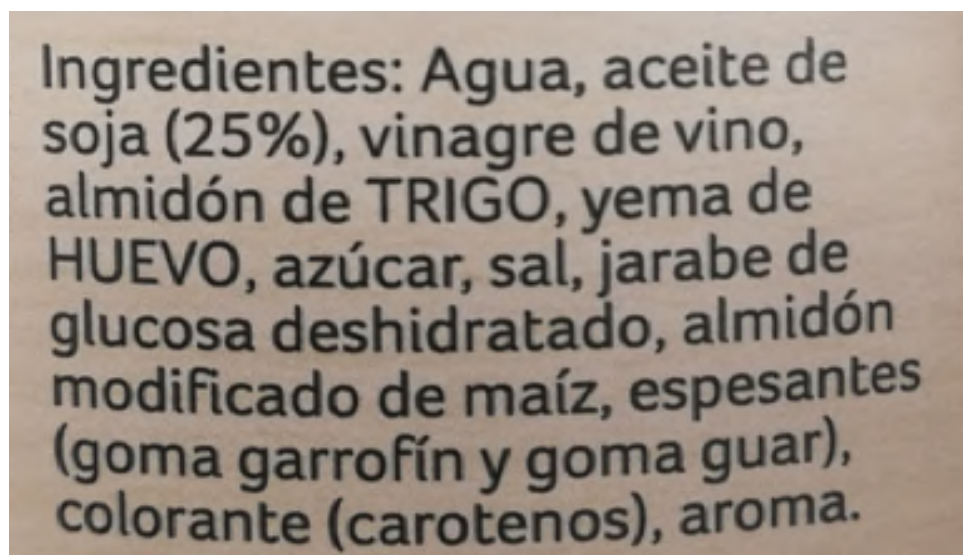 Ingredientes: Agua, aceite de
soja (25%), vinagre de vino,
almidón de TRIGO, yema de
HUEVO, azúcar, sal, jarabe de
glucosa deshidratado, almidón
modificado de maíz, espesantes
(goma garrofín y goma guar),
colorante (carotenos), aroma.